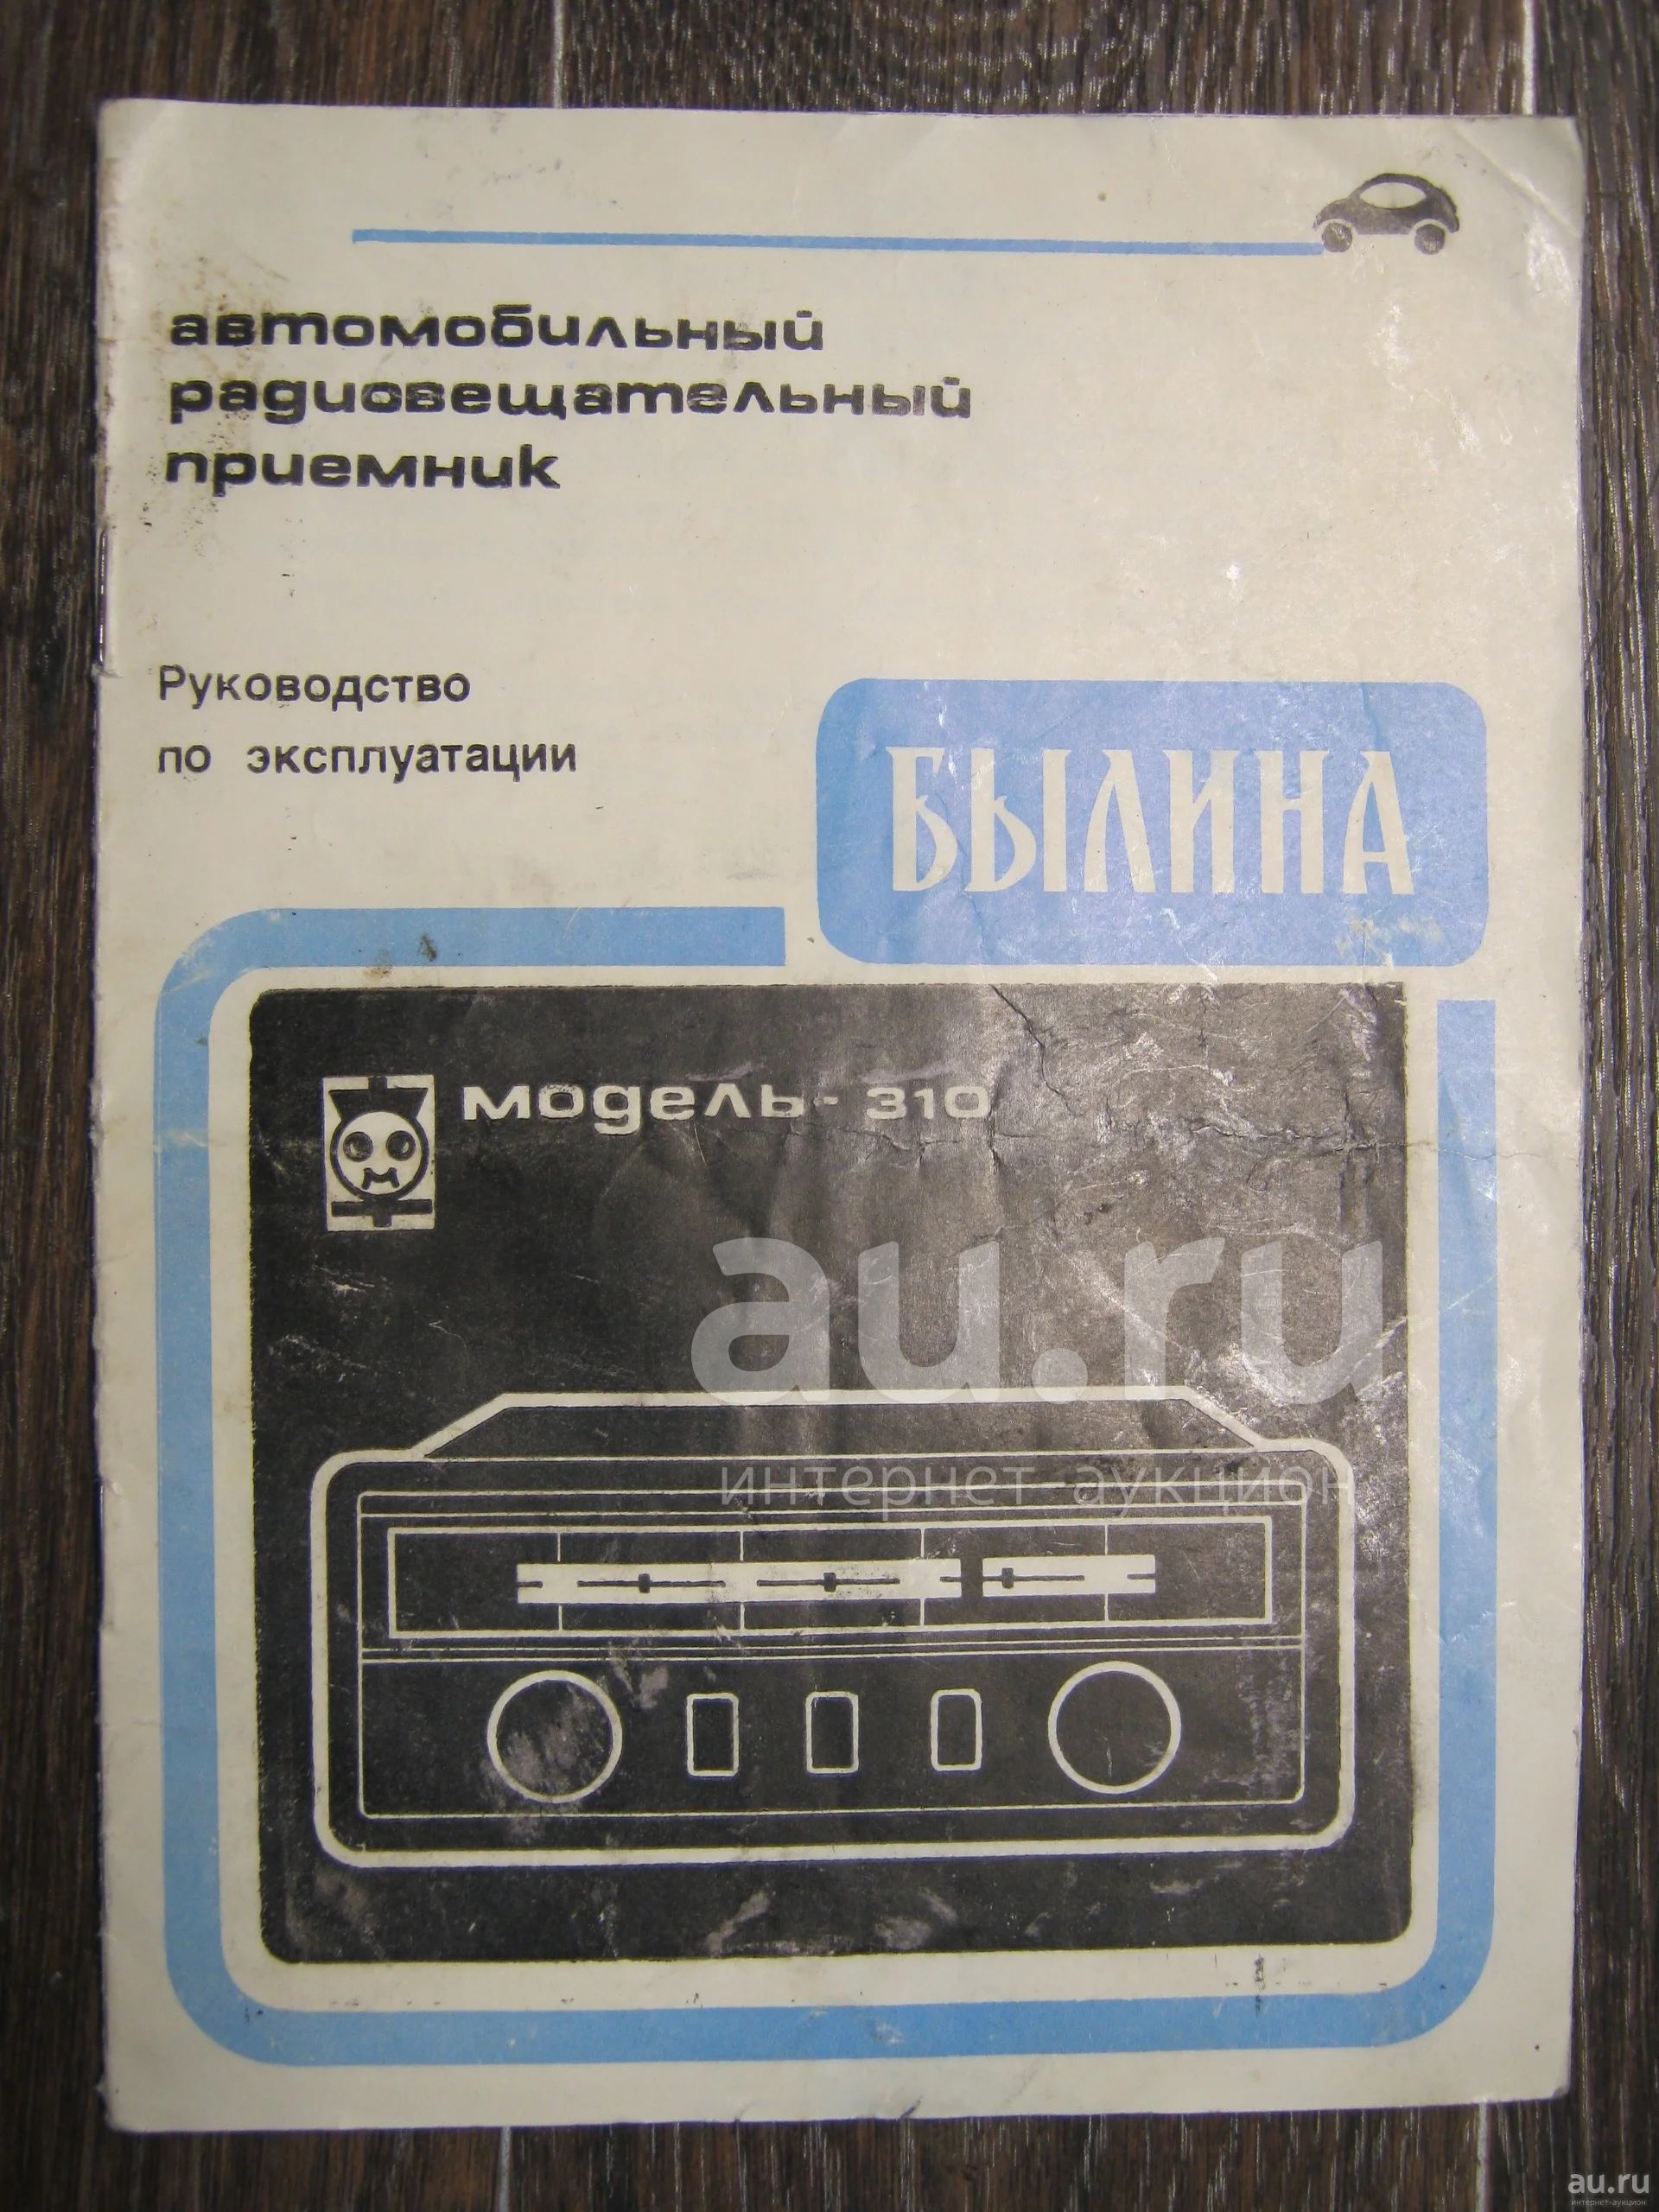 автомобильный
радиовещательный
приемник
Руководство
по эксплуатации
БЫЛИНА
модель-310
au.ru
интернет-аукцион
au.ru
интернет-аукцион